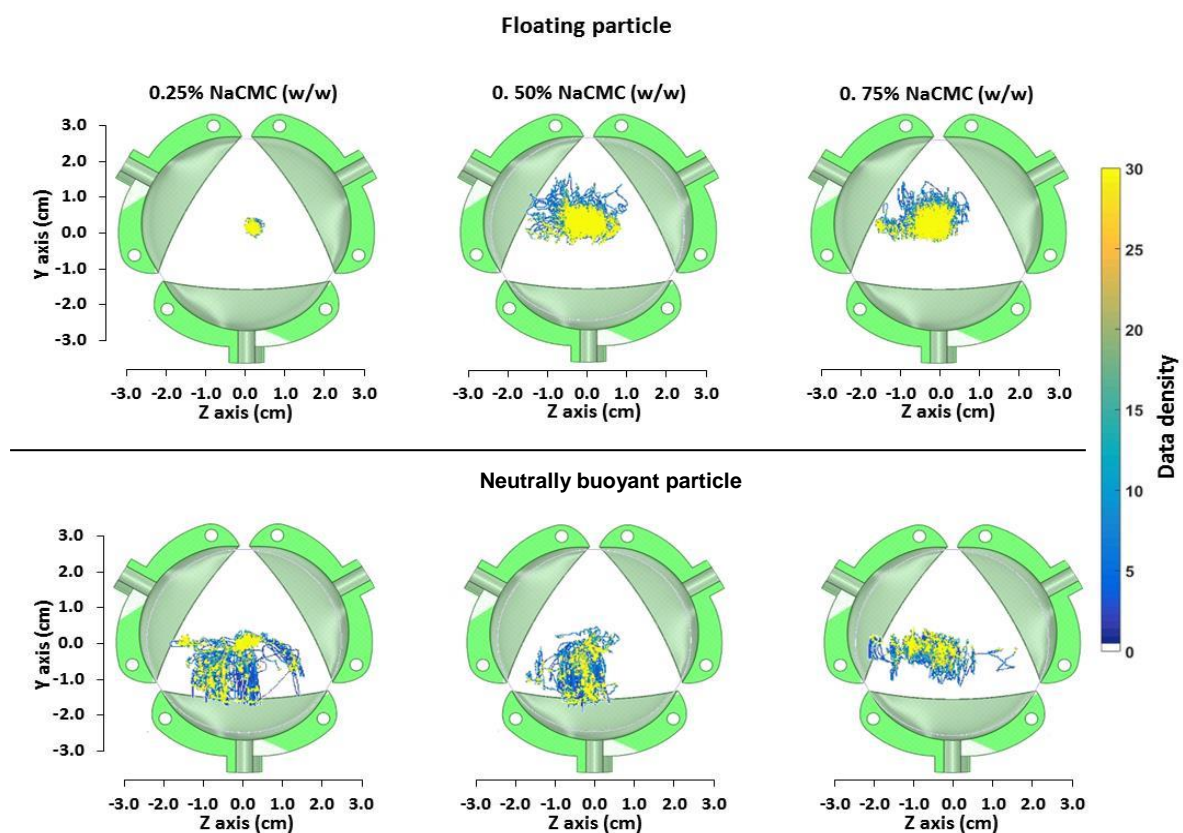 Floating particle
0.25% NaCMC (w/w)
0. 50% NaCMC (w/w)
0. 75% NaCMC (w/w)
3.0
2.0
1.0
0.0
-1.0
-2.0
-3.0
Y axis (cm)
-3.0 -2.0 -1.0 0.0 1.0 2.0 3.0
Z axis (cm)
-3.0 -2.0 -1.0 0.0 1.0 2.0 3.0
Z axis (cm)
-3.0 -2.0 -1.0 0.0 1.0 2.0 3.0
Z axis (cm)
Neutrally buoyant particle
3.0
2.0
1.0
0.0
-1.0
-2.0
-3.0
Y axis (cm)
-3.0 -2.0 -1.0 0.0 1.0 2.0 3.0
Z axis (cm)
-3.0 -2.0 -1.0 0.0 1.0 2.0 3.0
Z axis (cm)
-3.0 -2.0 -1.0 0.0 1.0 2.0 3.0
Z axis (cm)
30
25
20
15
10
5
0
Data density